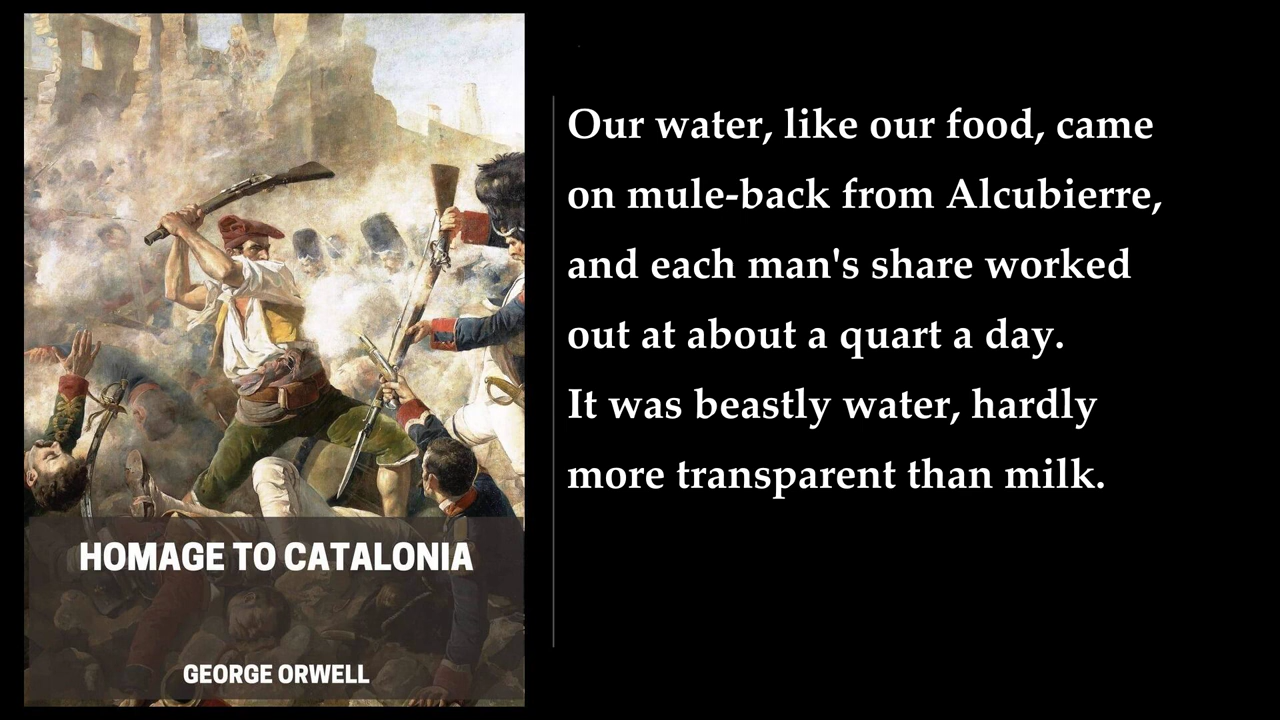 HOMAGE TO CATALONIA
GEORGE ORWELL
Our water, like our food, came
on mule-back from Alcubierre,
and each man's share worked
out at about a quart a day.
It was beastly water, hardly
more transparent than milk.